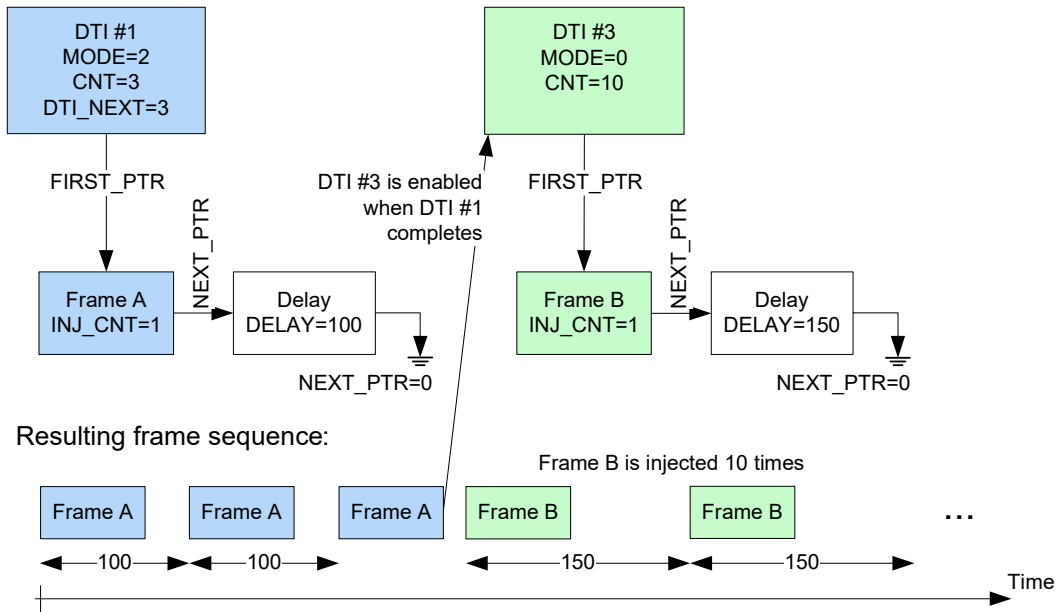 DTI #1
MODE=2
CNT=3
DTI_NEXT=3
DTI #3
MODE=0
CNT=10
FIRST_PTR
DTI #3 is enabled
when DTI #1
completes
FIRST_PTR
NEXT_PTR
NEXT_PTR
Frame A
INJ_CNT=1
Delay
DELAY=100
Frame B
INJ_CNT=1
Delay
DELAY=150
NEXT_PTR=0
NEXT_PTR=0
Resulting frame sequence:
Frame B is injected 10 times
Frame A
Frame A
Frame A
Frame B
Frame B
...
100
100
150
150
Time